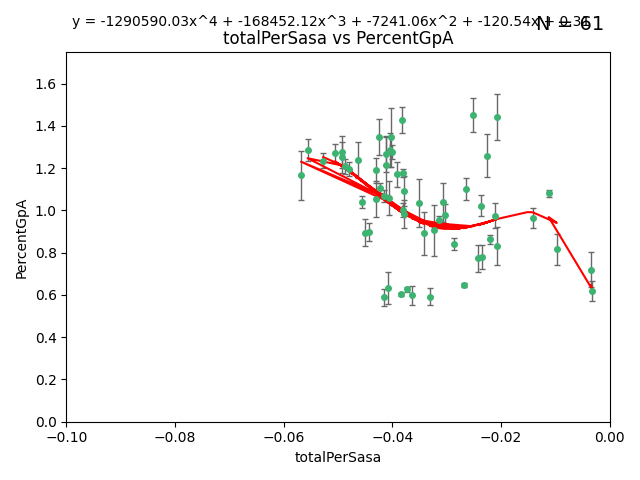 y = -1290590.03x^4 + -168452.12x^3 + -7241.06x^2 + -120.54x + 0.31
N = 61
totalPerSasa vs PercentGpA
PercentGpA
1.6
1.4
1.2
1.0
0.8
0.6
0.4
0.2
0.0
-0.10 -0.08 -0.06 -0.04 -0.02 0.00
totalPerSasa